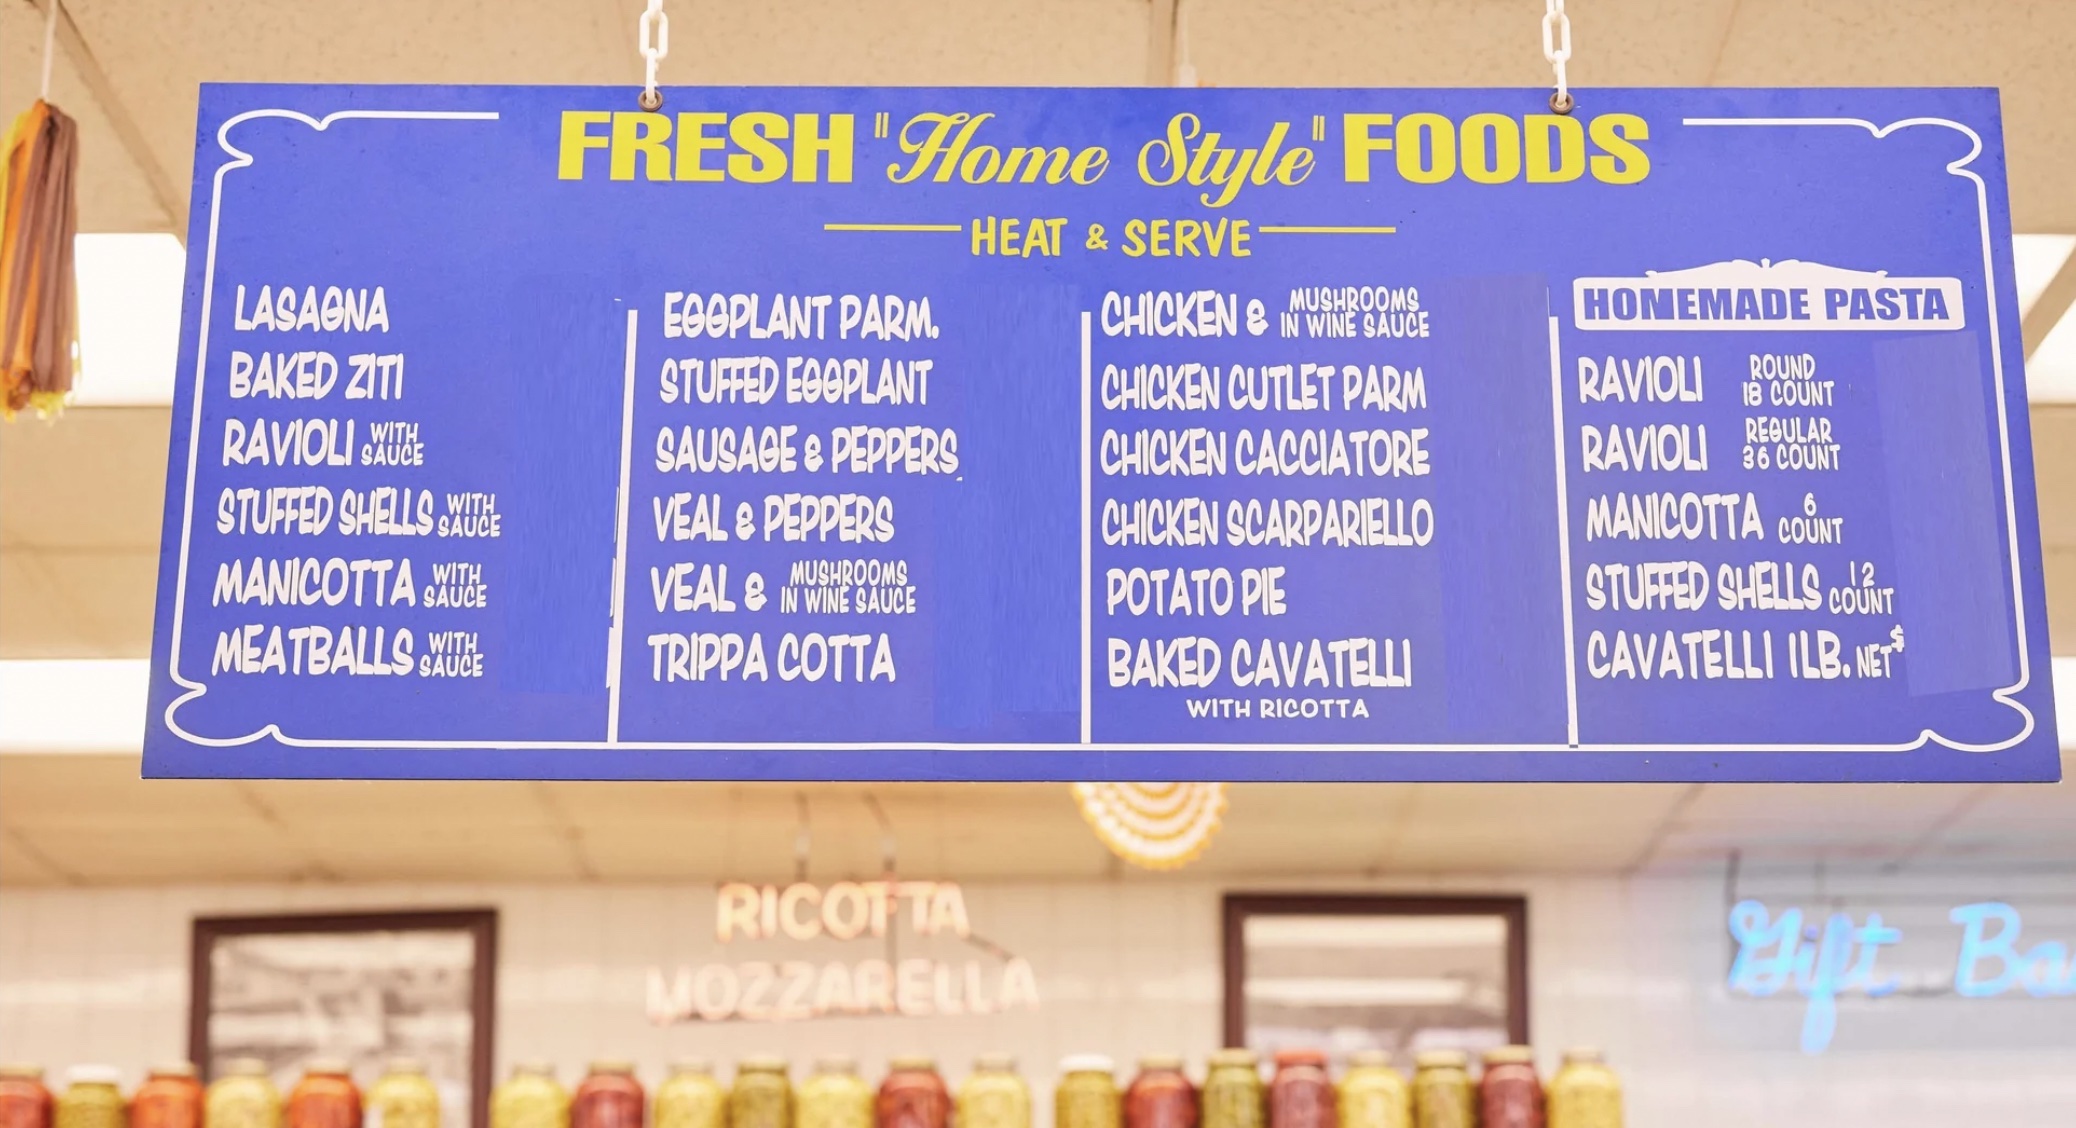 FRESH "Home Style" FOODS
HEAT & SERVE
LASAGNA
BAKED ZITI
RAVIOLI WITH SAUCE
STUFFED SHELLS WITH SAUCE
MANICOTTA WITH SAUCE
MEATBALLS WITH SAUCE
EGGPLANT PARM.
STUFFED EGGPLANT
SAUSAGE & PEPPERS
VEAL & PEPPERS
VEAL & MUSHROOMS IN WINE SAUCE
TRIPPA COTTA
CHICKEN & MUSHROOMS IN WINE SAUCE
CHICKEN CUTLET PARM
CHICKEN CACCIATORE
CHICKEN SCARPARIELLO
POTATO PIE
BAKED CAVATELLI
WITH RICOTTA
HOMEMADE PASTA
RAVIOLI ROUND 18 COUNT
RAVIOLI REGULAR 36 COUNT
MANICOTTA 6 COUNT
STUFFED SHELLS 12 COUNT
CAVATELLI 1LB. NET $
RICOTTA
MOZZARELLA
Gift